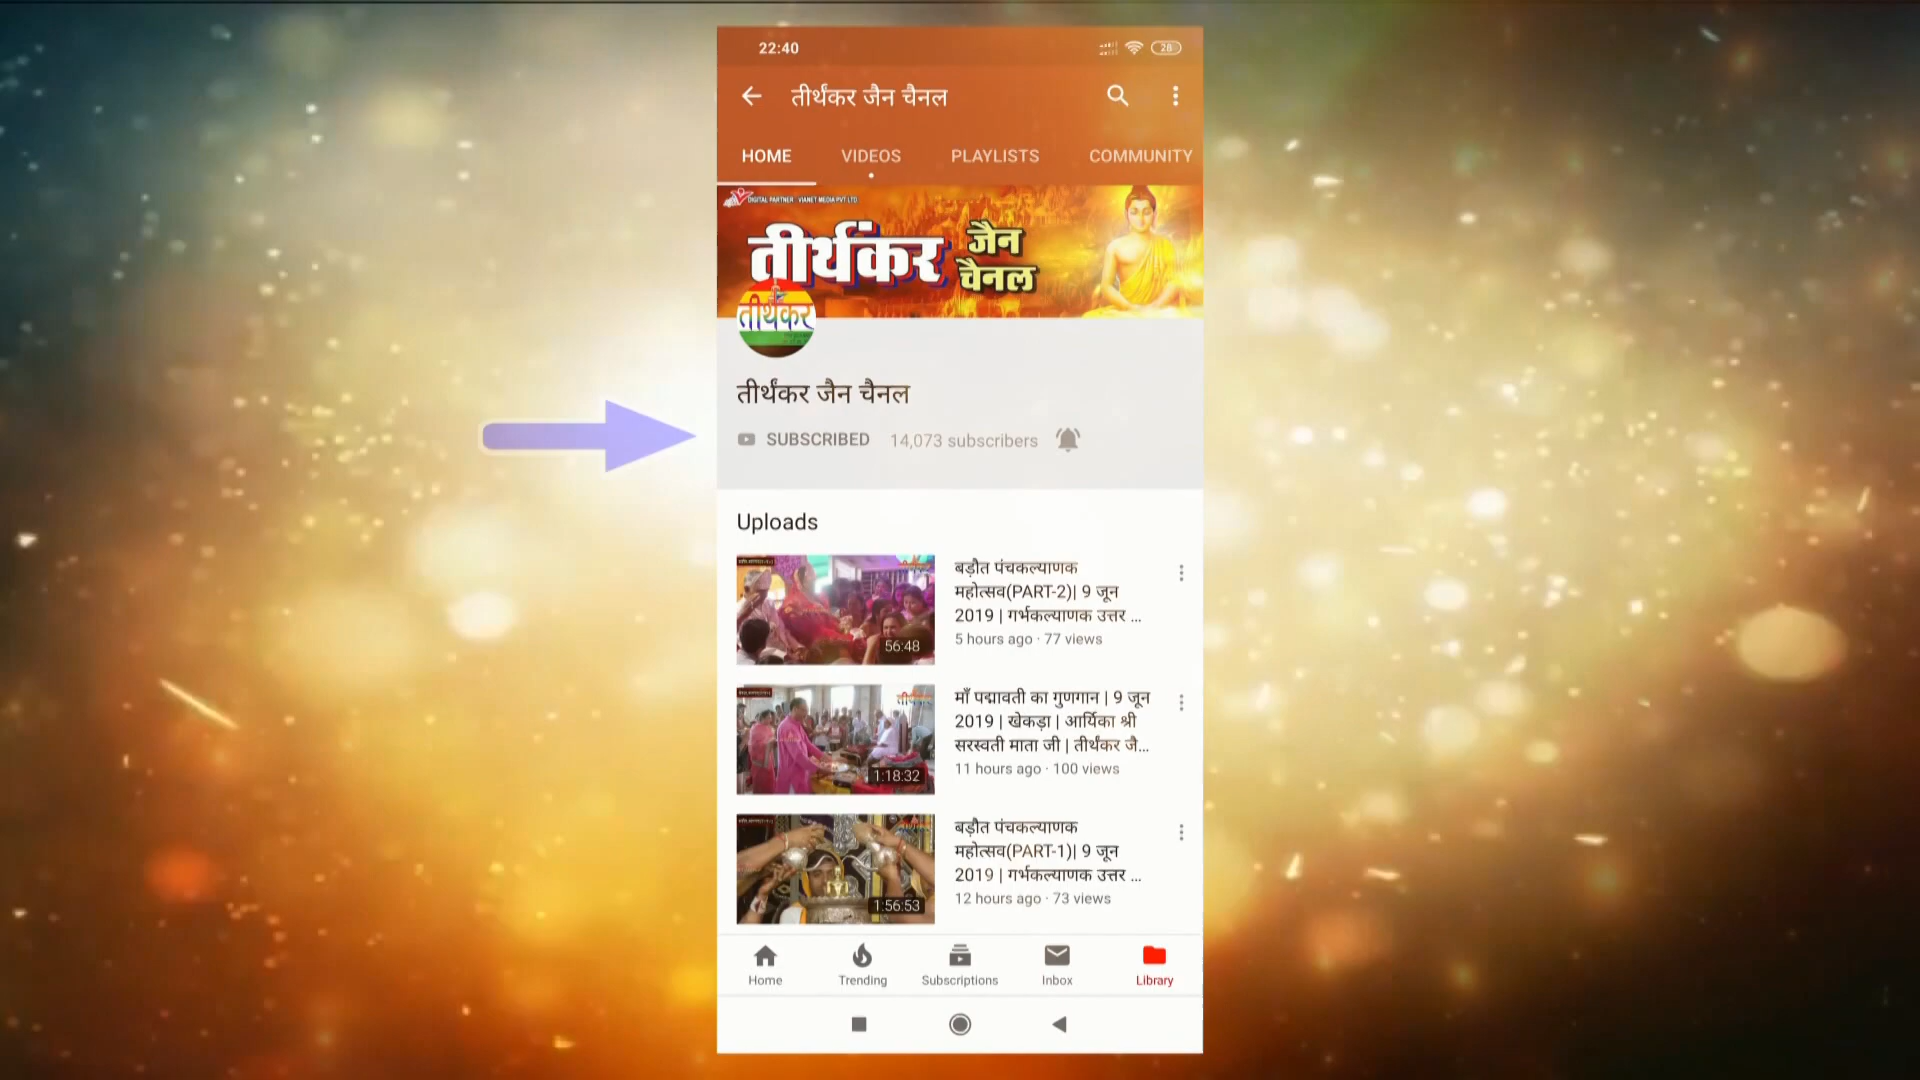 22:40
28
तीर्थंकर जैन चैनल
HOME VIDEOS PLAYLISTS COMMUNITY
DIGITAL PARTNER : VIANET MEDIA PVT LTD
तीर्थंकर जैन
चैनल
तीर्थंकर
तीर्थंकर जैन चैनल
SUBSCRIBED 14,073 subscribers
Uploads
बड़ौत पंचकल्याणक
महोत्सव(PART-2)| 9 जून
2019 | गर्भकल्याणक उत्तर ...
5 hours ago · 77 views
56:48
माँ पद्मावती का गुणगान | 9 जून
2019 | खेकड़ा | आर्यिका श्री
सरस्वती माता जी | तीर्थंकर जै...
11 hours ago · 100 views
1:18:32
बड़ौत पंचकल्याणक
महोत्सव(PART-1)| 9 जून
2019 | गर्भकल्याणक उत्तर ...
12 hours ago · 73 views
1:56:53
Home Trending Subscriptions Inbox Library